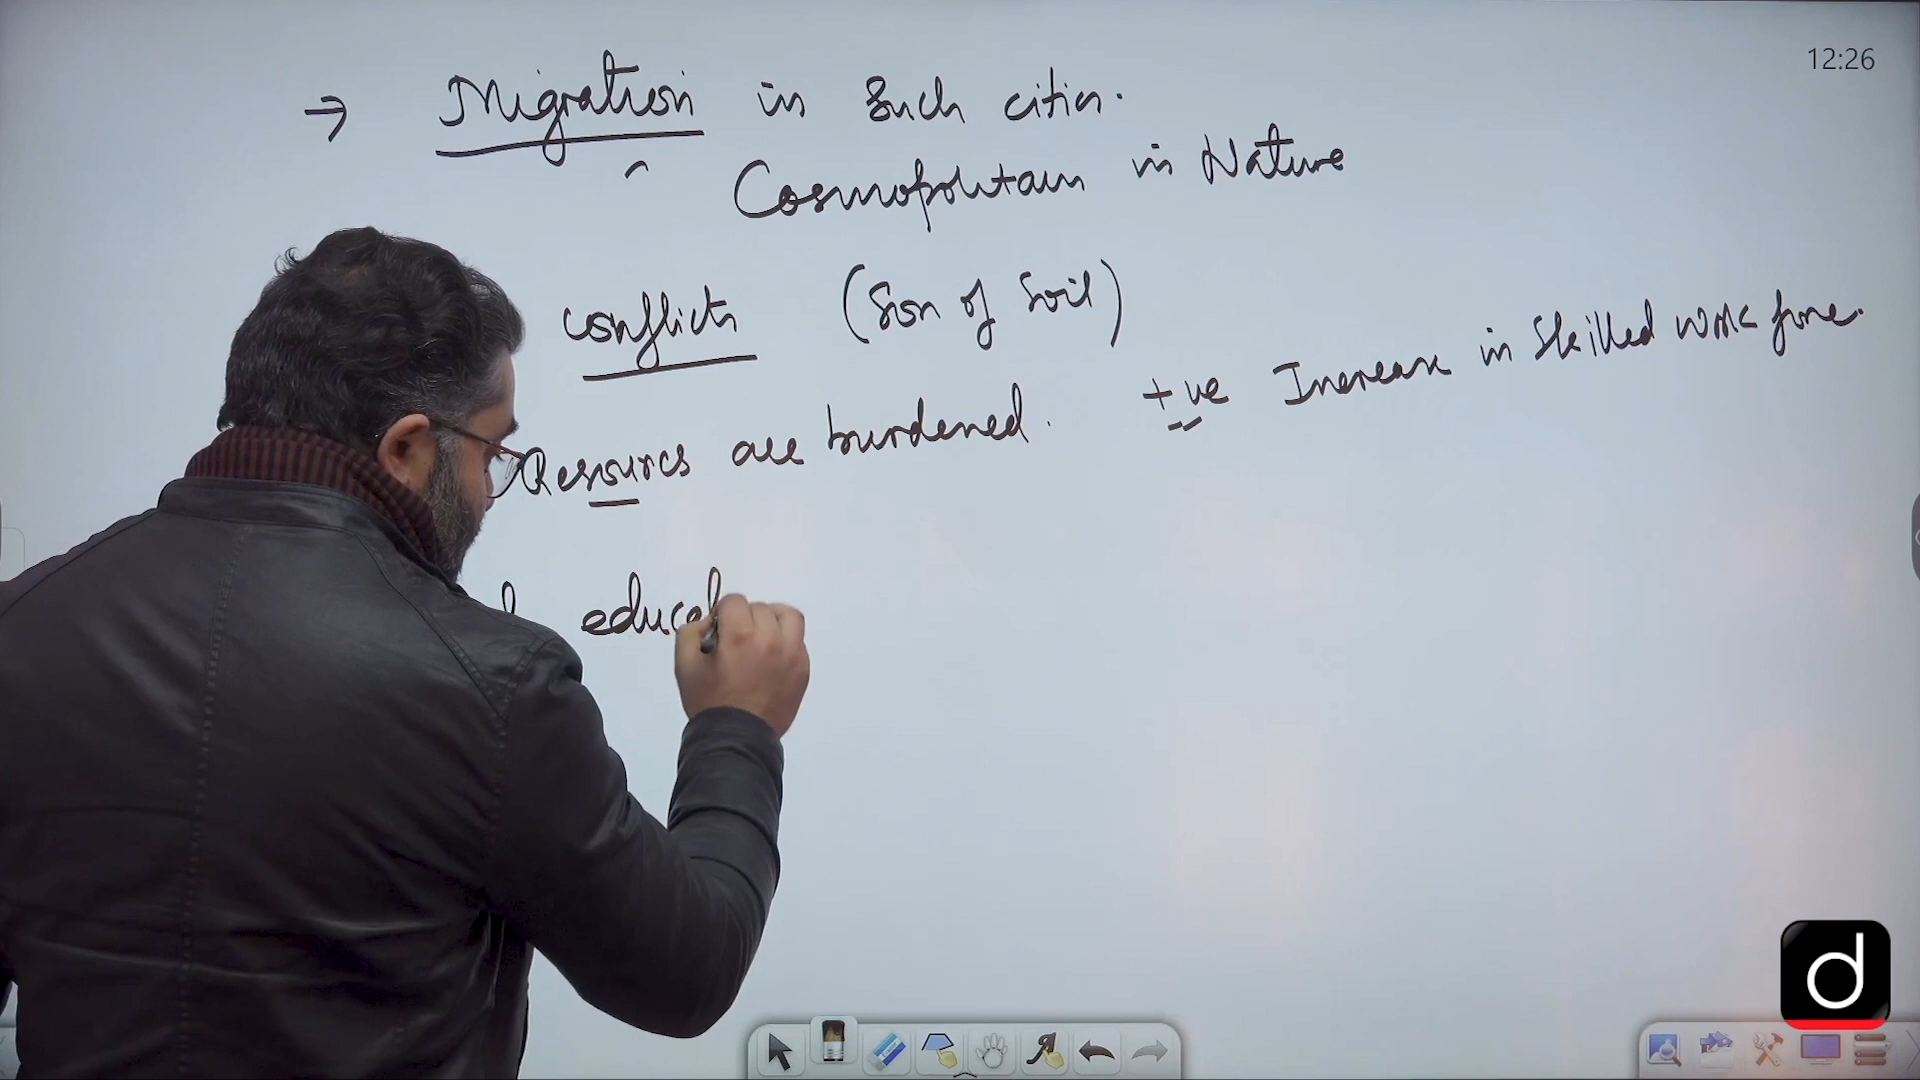 12:26
→ Migration in such cities.
Cosmopolitan in Nature
Conflicts (Son of Soil)
+ve Increase in skilled work force.
Resources are burdened.
educat
d